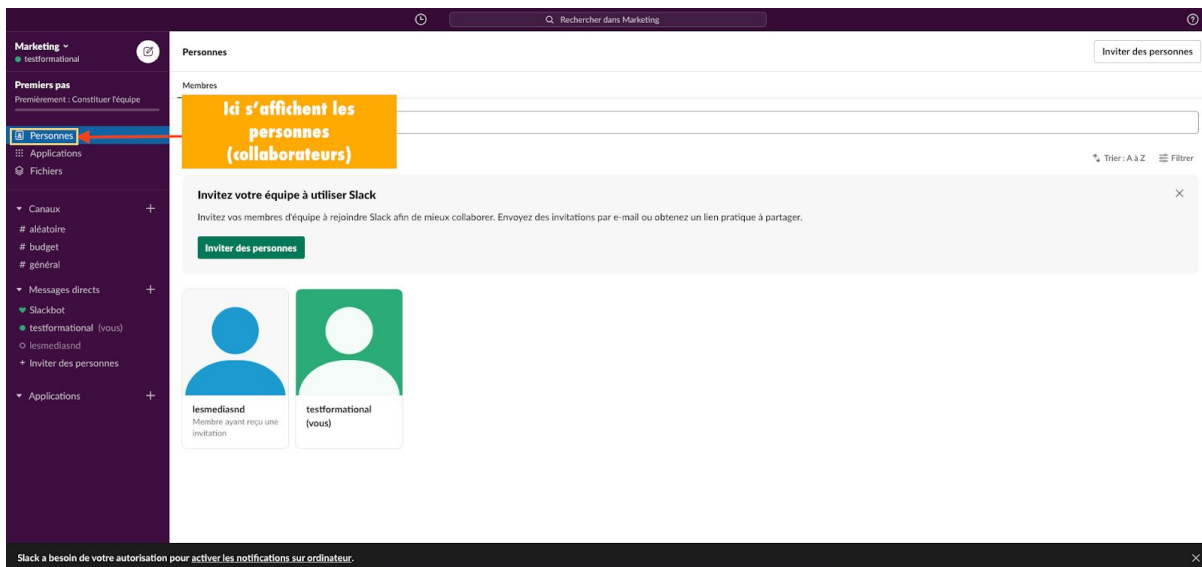 Rechercher dans Marketing
Marketing
testformational
Premiers pas
Premièrement : Constituer l'équipe
Personnes
Applications
Fichiers
Canaux
# aléatoire
# budget
# général
Messages directs
Slackbot
testformational (vous)
lesmediasnd
+ Inviter des personnes
Applications
Personnes
Inviter des personnes
Membres
Ici s'affichent les
personnes
(collaborateurs)
Trier : A à Z
Filtrer
Invitez votre équipe à utiliser Slack
Invitez vos membres d'équipe à rejoindre Slack afin de mieux collaborer. Envoyez des invitations par e-mail ou obtenez un lien pratique à partager.
Inviter des personnes
lesmediasnd
Membre ayant reçu une
invitation
testformational
(vous)
Slack a besoin de votre autorisation pour activer les notifications sur ordinateur.